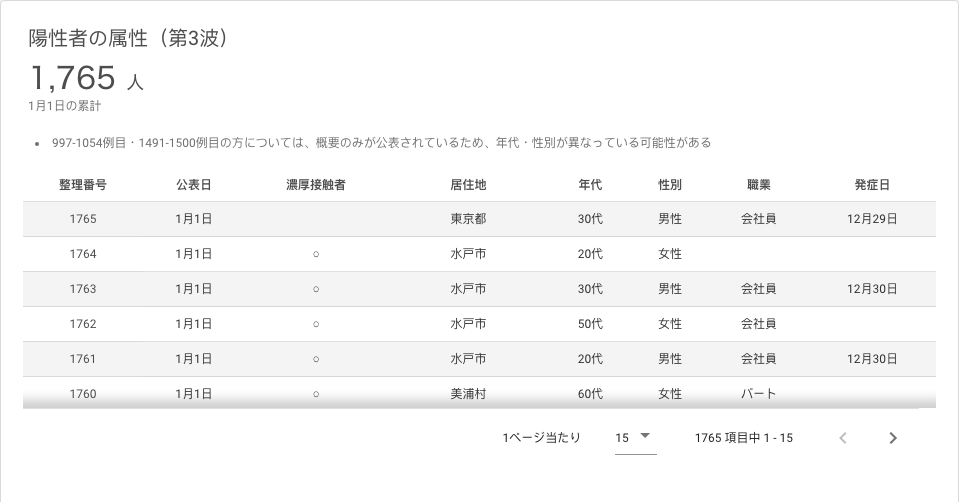 陽性者の属性（第3波）
1,765 人
1月1日の累計
• 997-1054例目・1491-1500例目の方については、概要のみが公表されているため、年代・性別が異なっている可能性がある
整理番号 公表日 濃厚接触者 居住地 年代 性別 職業 発症日
1765 1月1日 東京都 30代 男性 会社員 12月29日
1764 1月1日 ○ 水戸市 20代 女性
1763 1月1日 ○ 水戸市 30代 男性 会社員 12月30日
1762 1月1日 ○ 水戸市 50代 女性 会社員
1761 1月1日 ○ 水戸市 20代 男性 会社員 12月30日
1760 1月1日 ○ 美浦村 60代 女性 パート
1ページ当たり 15 1765 項目中 1 - 15